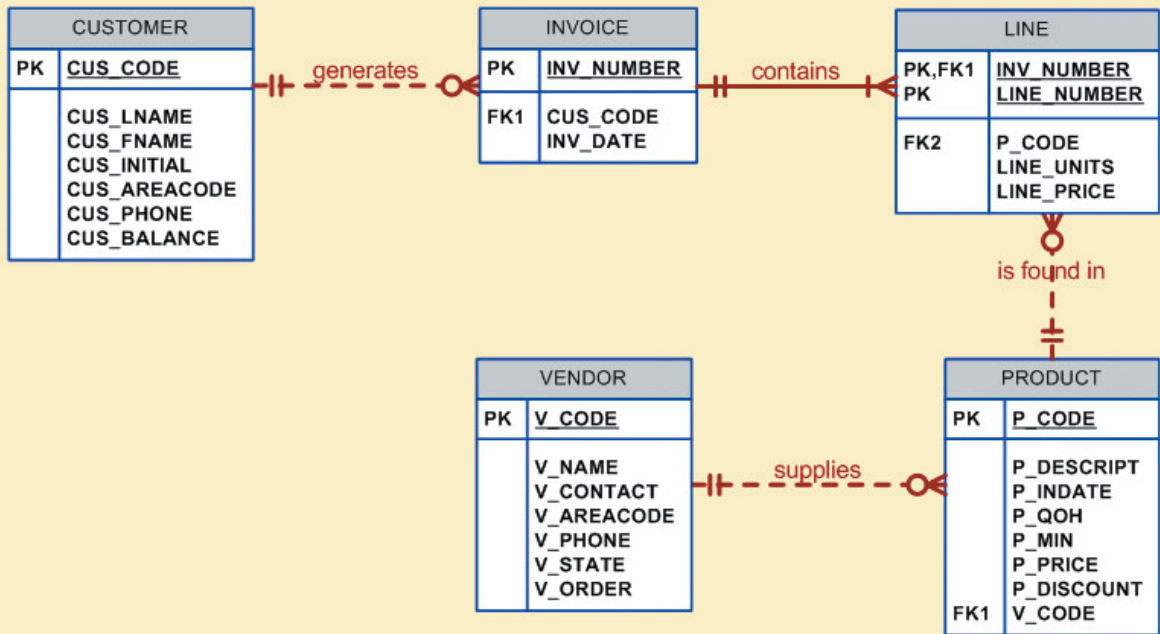 CUSTOMER
PK CUS_CODE
CUS_LNAME
CUS_FNAME
CUS_INITIAL
CUS_AREACODE
CUS_PHONE
CUS_BALANCE
generates
INVOICE
PK INV_NUMBER
FK1 CUS_CODE
INV_DATE
contains
LINE
PK,FK1 INV_NUMBER
PK LINE_NUMBER
FK2 P_CODE
LINE_UNITS
LINE_PRICE
is found in
VENDOR
PK V_CODE
V_NAME
V_CONTACT
V_AREACODE
V_PHONE
V_STATE
V_ORDER
supplies
PRODUCT
PK P_CODE
P_DESCRIPT
P_INDATE
P_QOH
P_MIN
P_PRICE
P_DISCOUNT
FK1 V_CODE